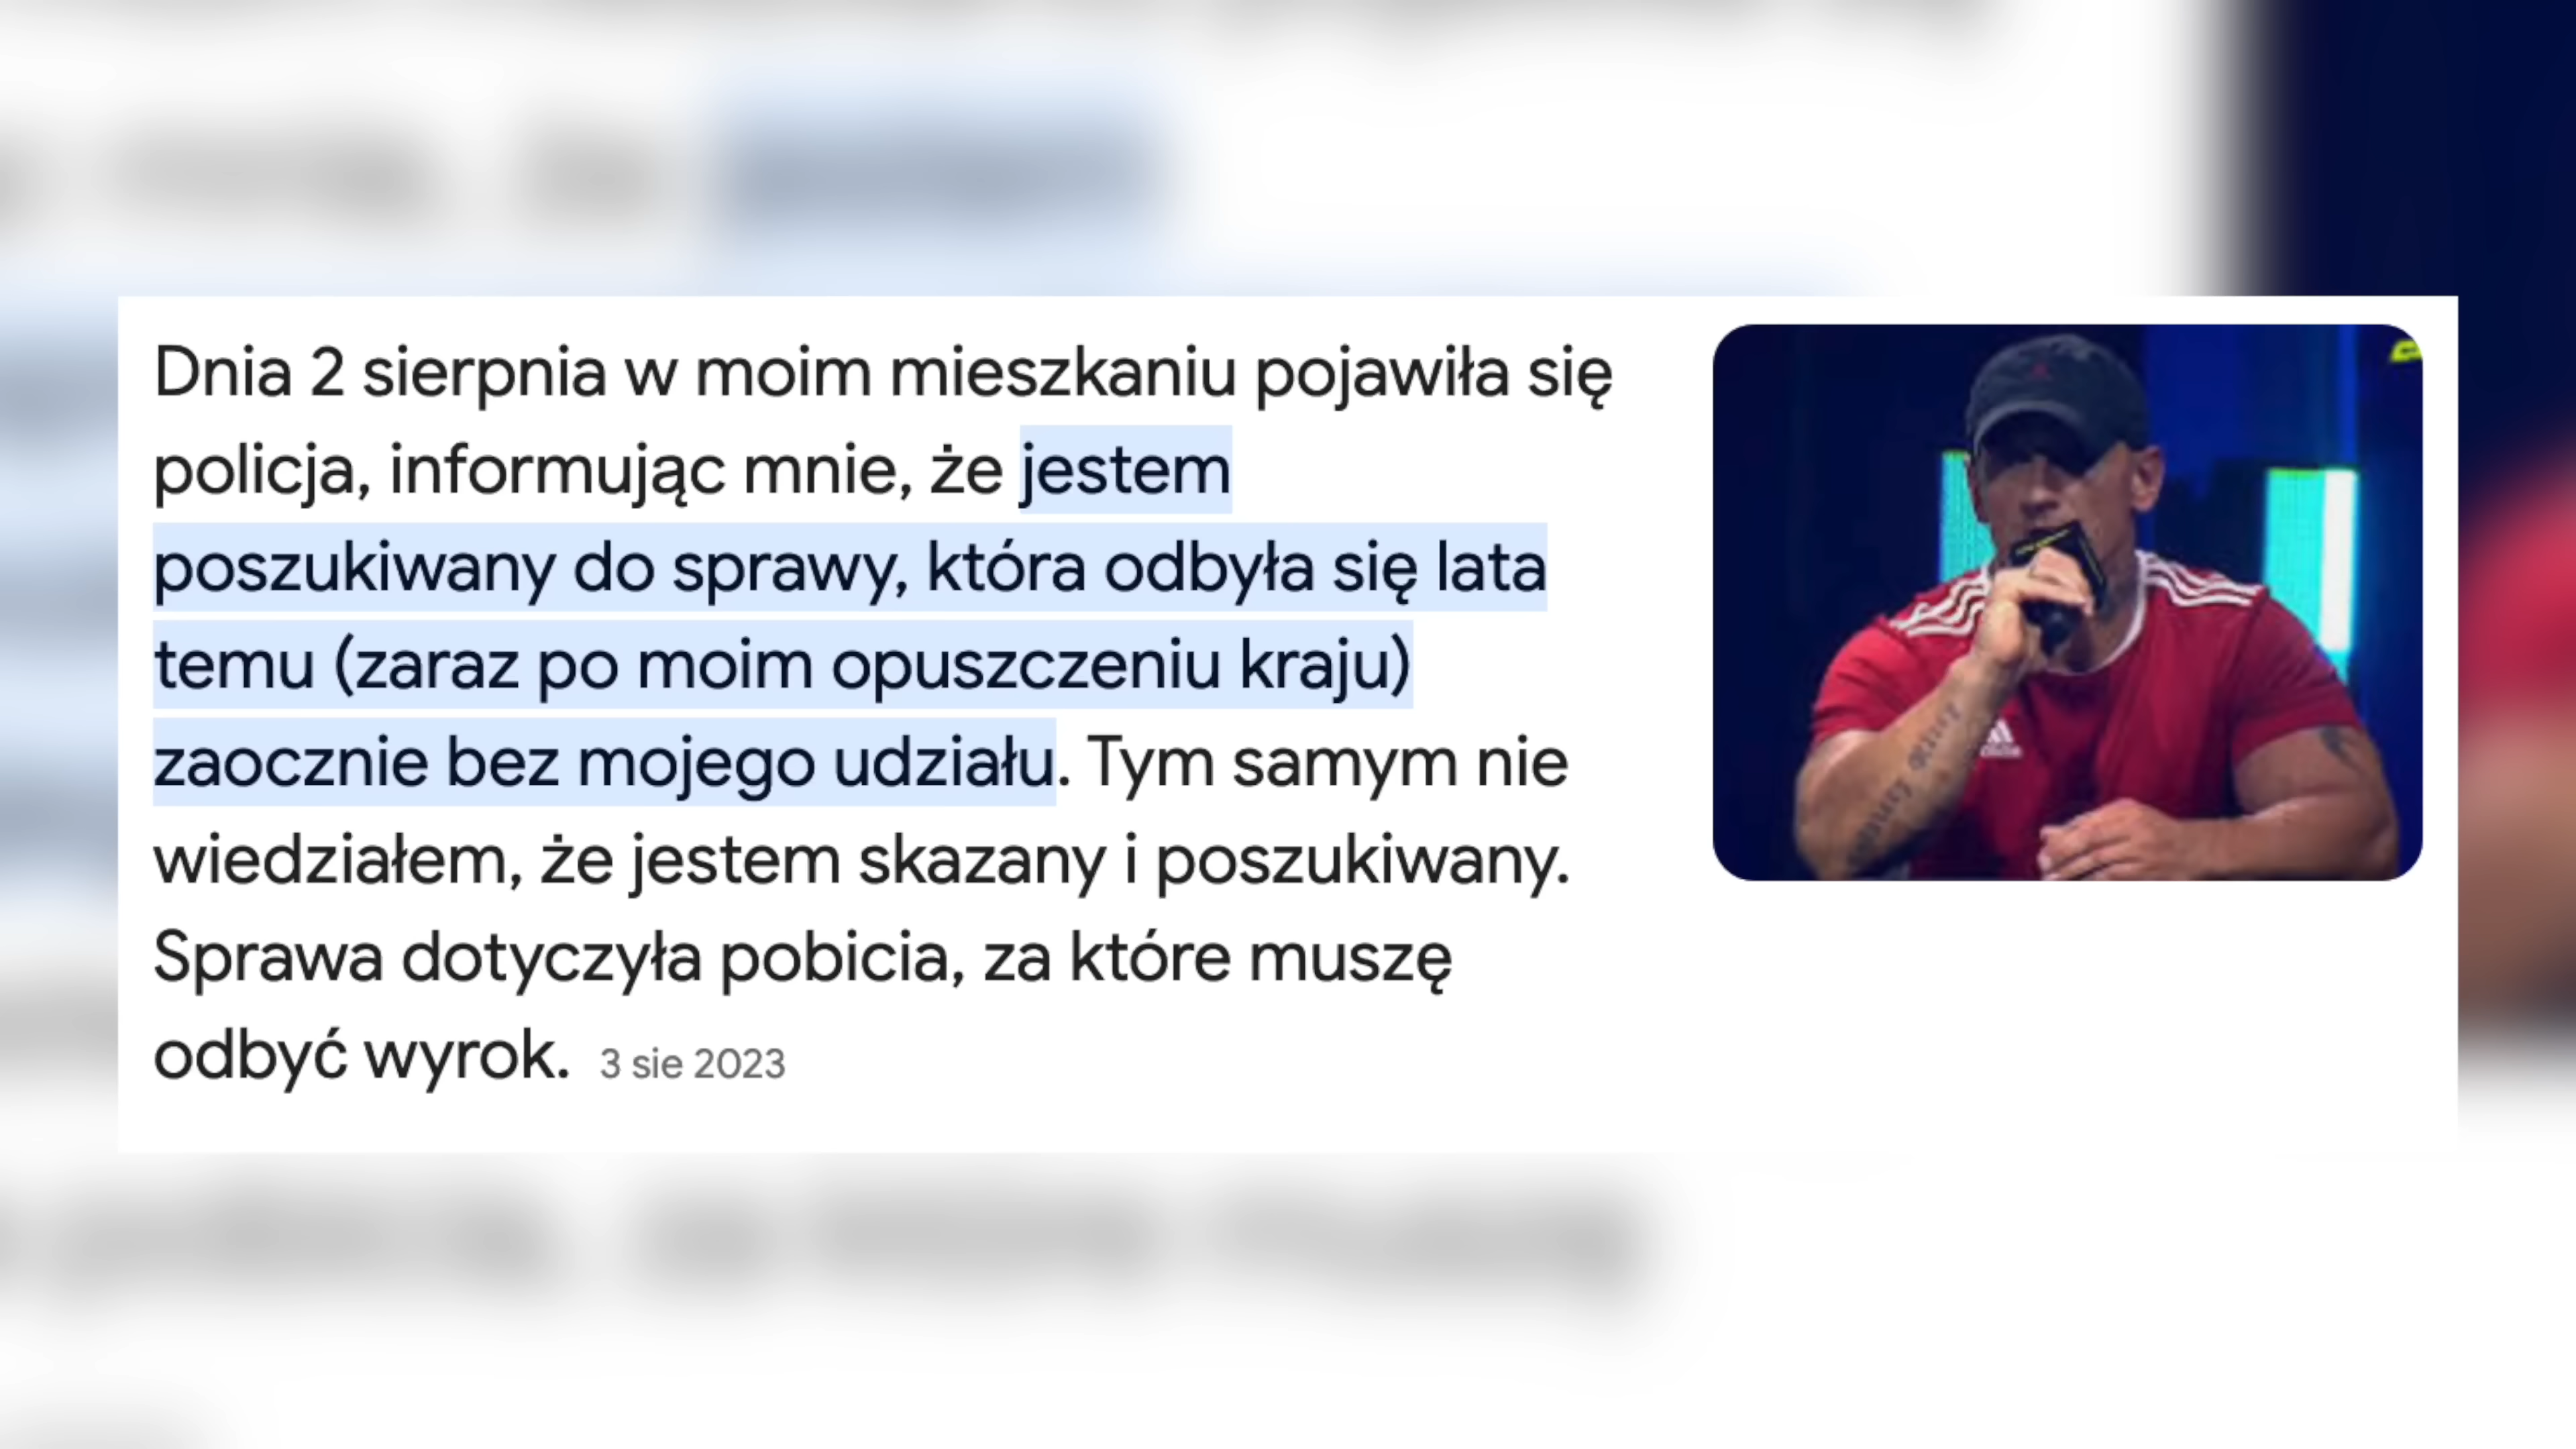 Dnia 2 sierpnia w moim mieszkaniu pojawiła się
policja, informując mnie, że jestem
poszukiwany do sprawy, która odbyła się lata
temu (zaraz po moim opuszczeniu kraju)
zaocznie bez mojego udziału. Tym samym nie
wiedziałem, że jestem skazany i poszukiwany.
Sprawa dotyczyła pobicia, za które muszę
odbyć wyrok. 3 sie 2023